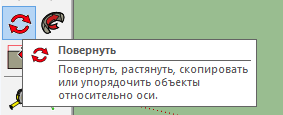 Повернуть
Повернуть, растянуть, скопировать
или упорядочить объекты
относительно оси.